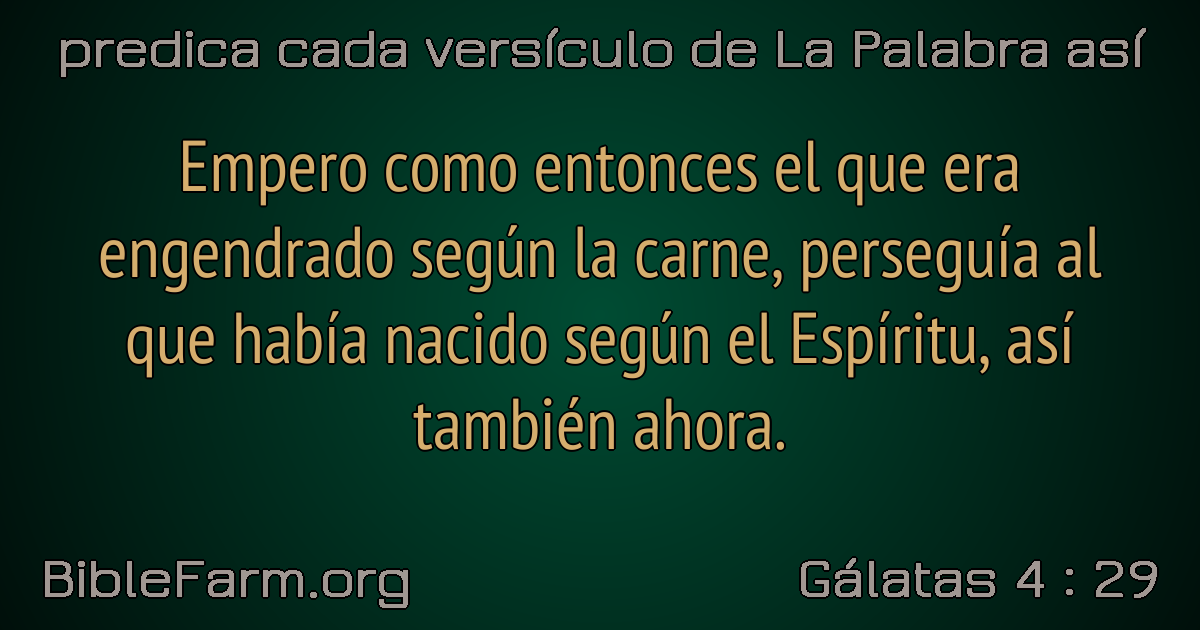 predica cada versículo de La Palabra así
Empero como entonces el que era
engendrado según la carne, perseguía al
que había nacido según el Espíritu, así
también ahora.
BibleFarm.org
Gálatas 4 : 29